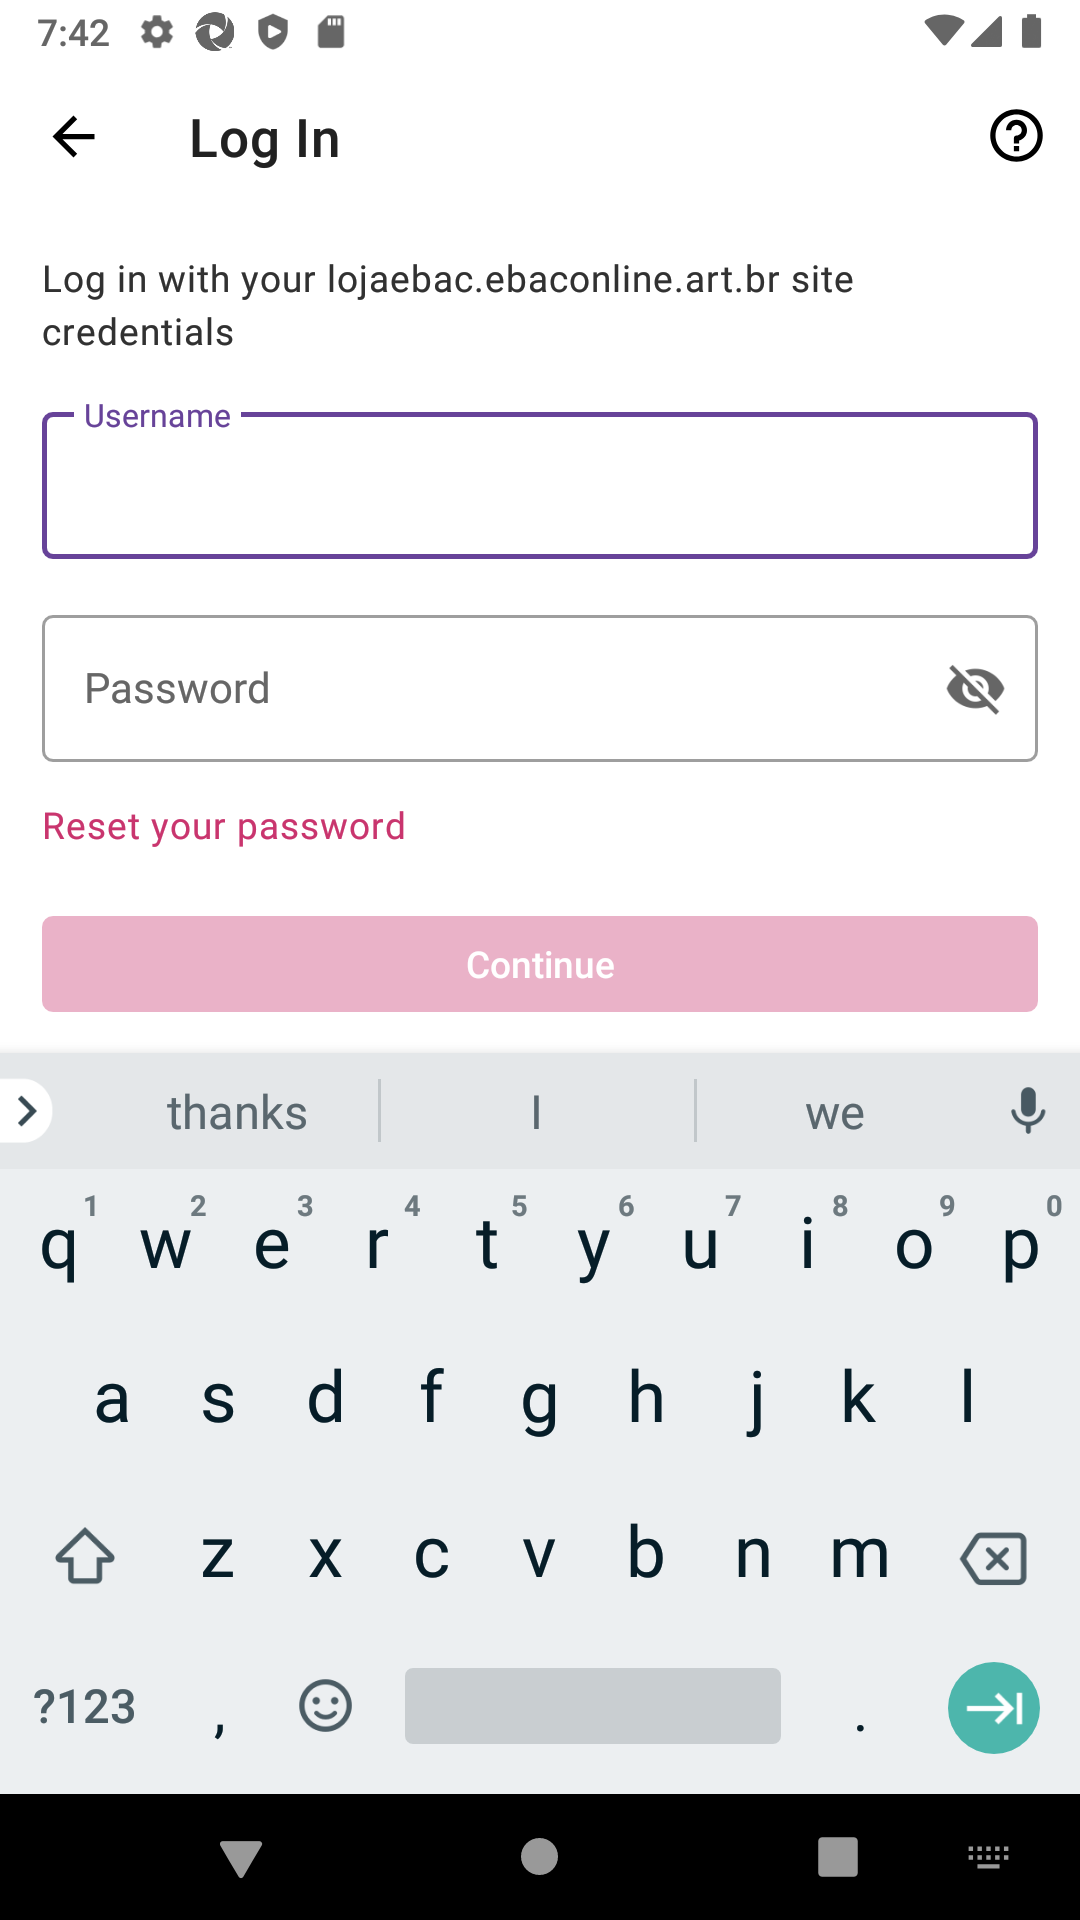 7:42
Log In
Log in with your lojaebac.ebaconline.art.br site
credentials
Username
Password
Reset your password
Continue
thanks I we
1 2 3 4 5 6 7 8 9 0
q w e r t y u i o p
a s d f g h j k l
z x c v b n m
?123 , .